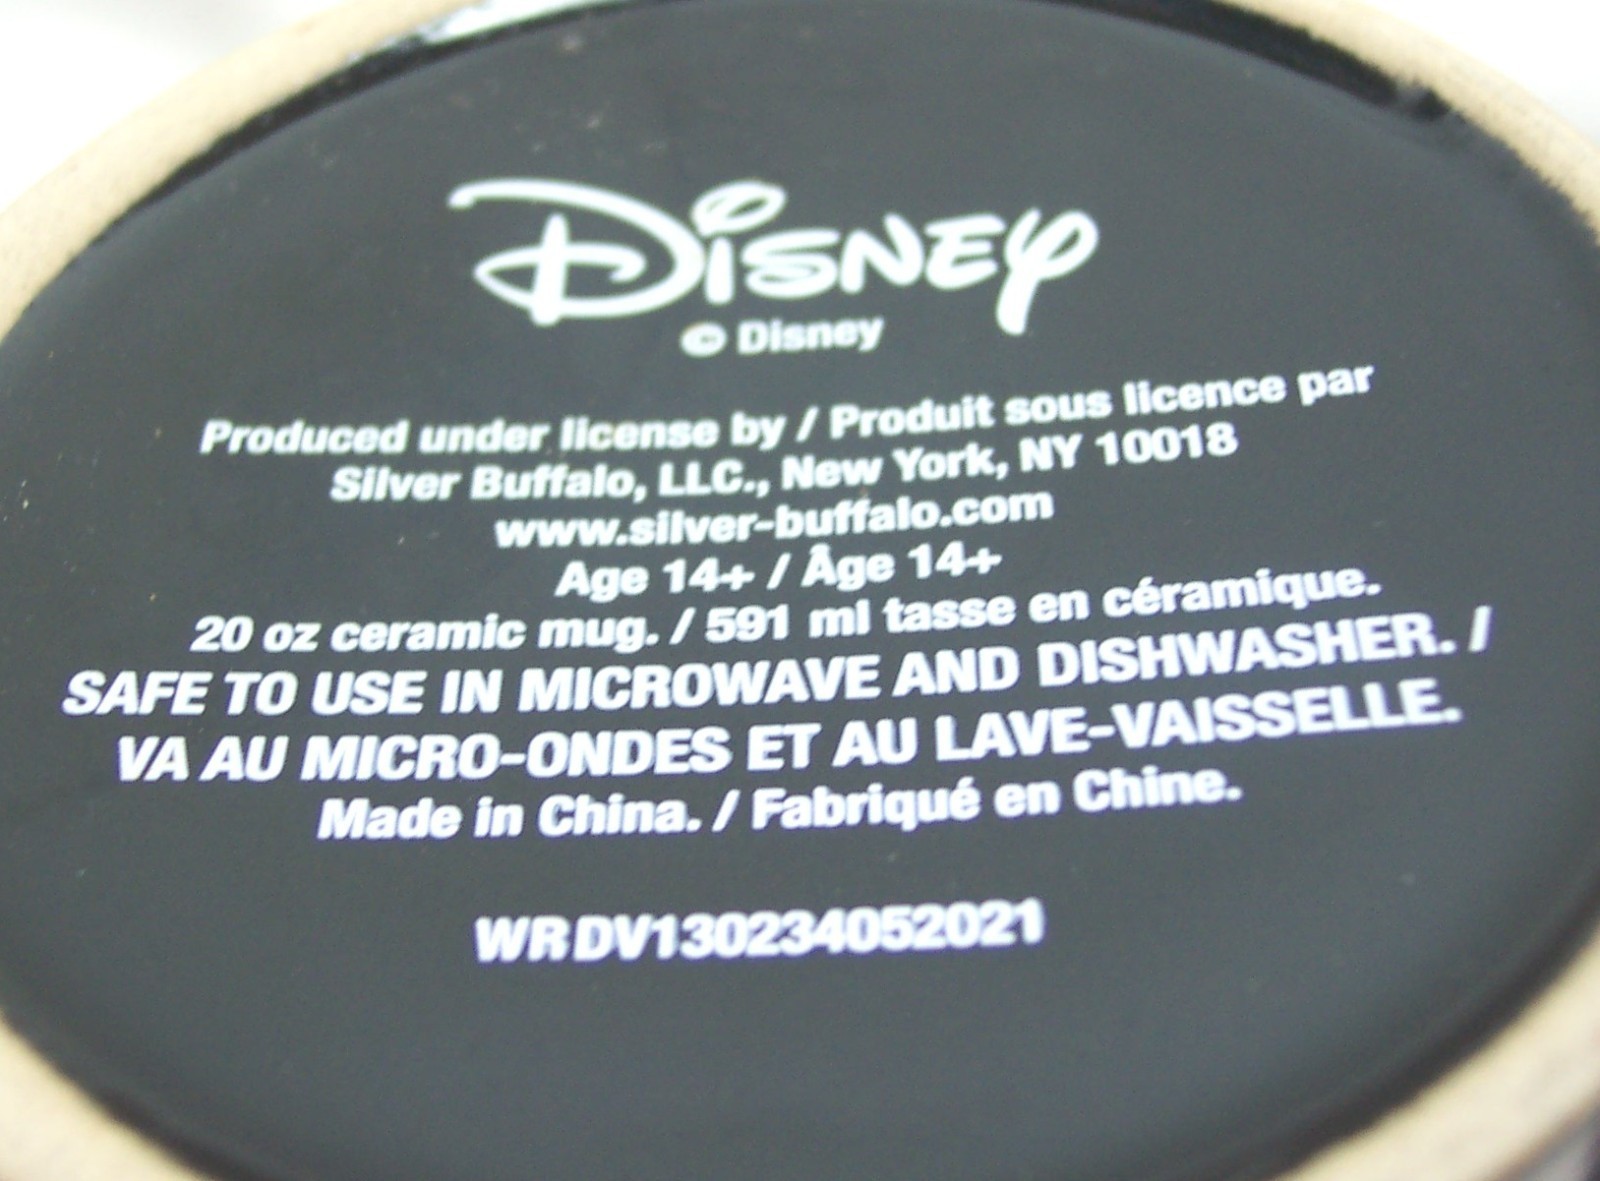 Disney
© Disney
Produced under license by / Produit sous licence par
Silver Buffalo, LLC., New York, NY 10018
www.silver-buffalo.com
Age 14+ / Âge 14+
20 oz ceramic mug. / 591 ml tasse en céramique.
SAFE TO USE IN MICROWAVE AND DISHWASHER. /
VA AU MICRO-ONDES ET AU LAVE-VAISSELLE.
Made in China. / Fabriqué en Chine.
WRDV130234052021